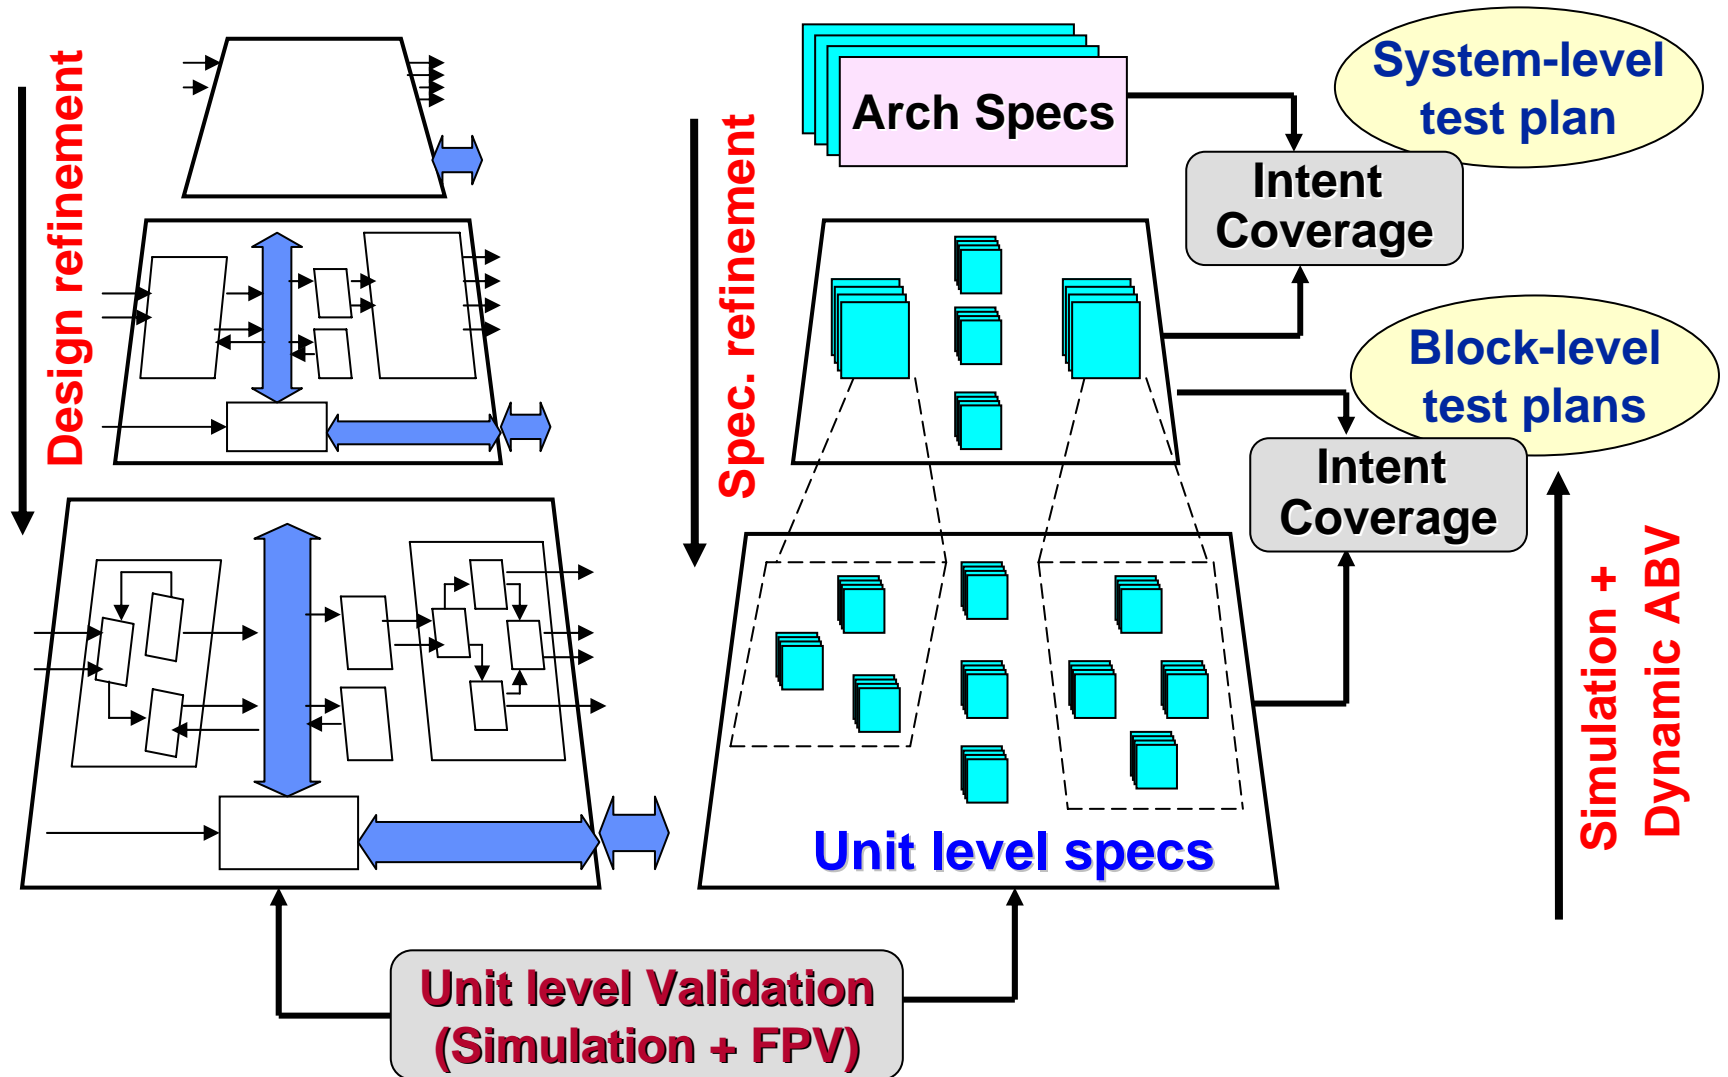 Design refinement
Spec. refinement
Arch Specs
System-level
test plan
Intent
Coverage
Block-level
test plans
Intent
Coverage
Simulation +
Dynamic ABV
Unit level specs
Unit level Validation
(Simulation + FPV)